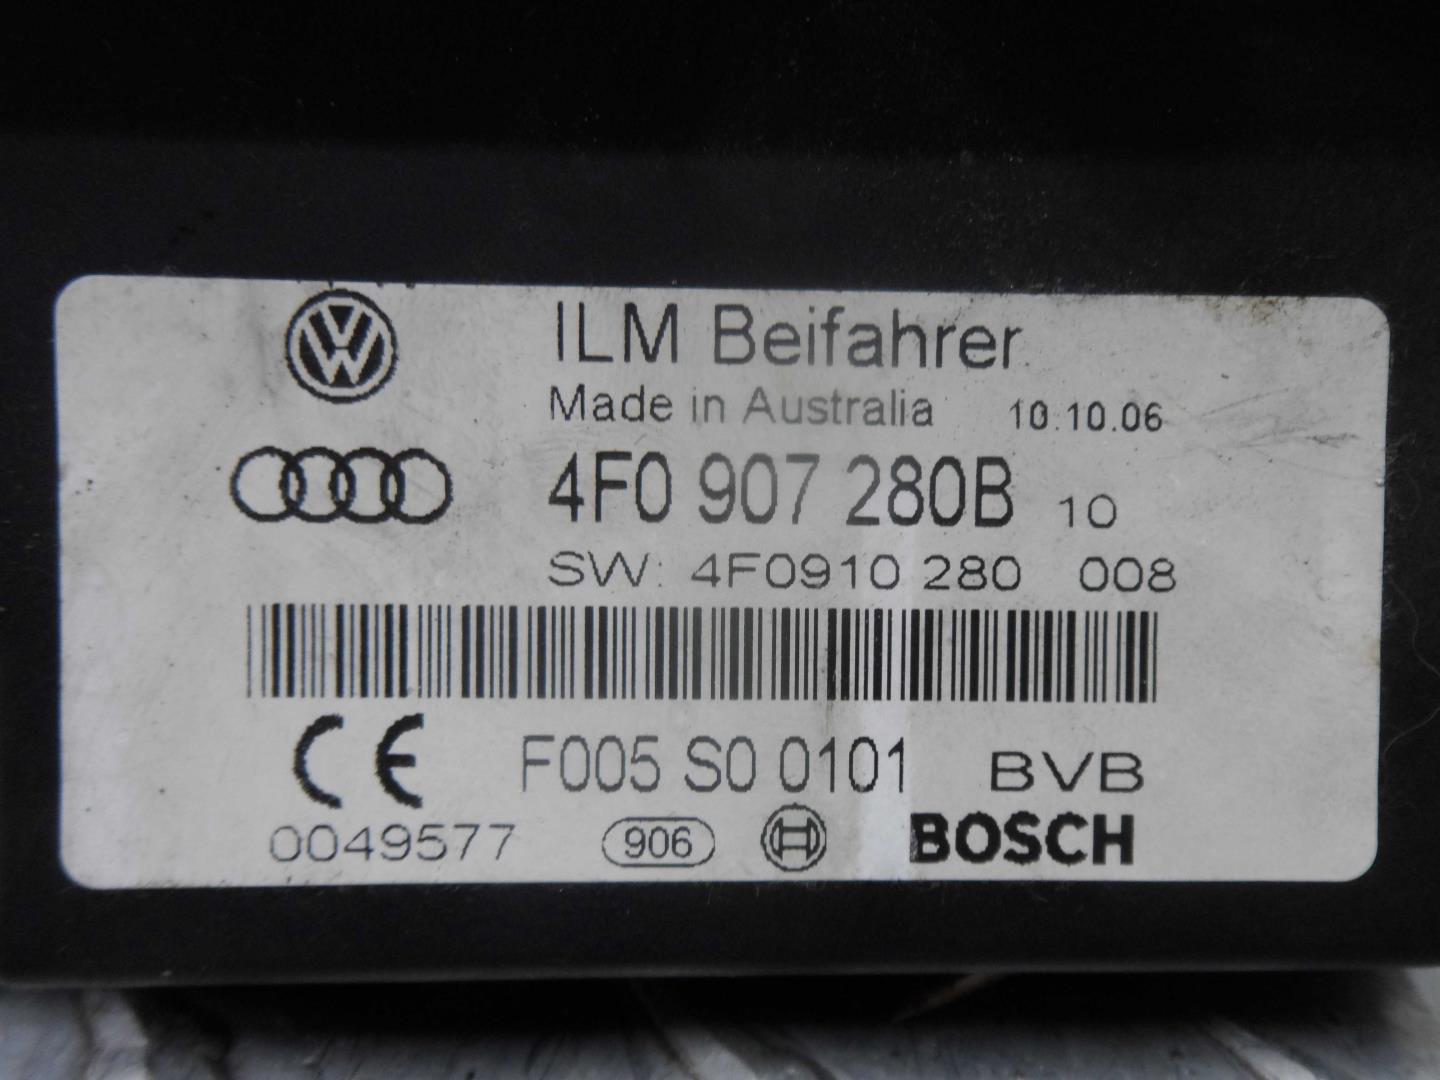 ILM Beifahrer
Made in Australia 10.10.06
4F0 907 280B 10
SW: 4F0910 280 008
CE F005 S0 0101 BVB
0049577 906 BOSCH